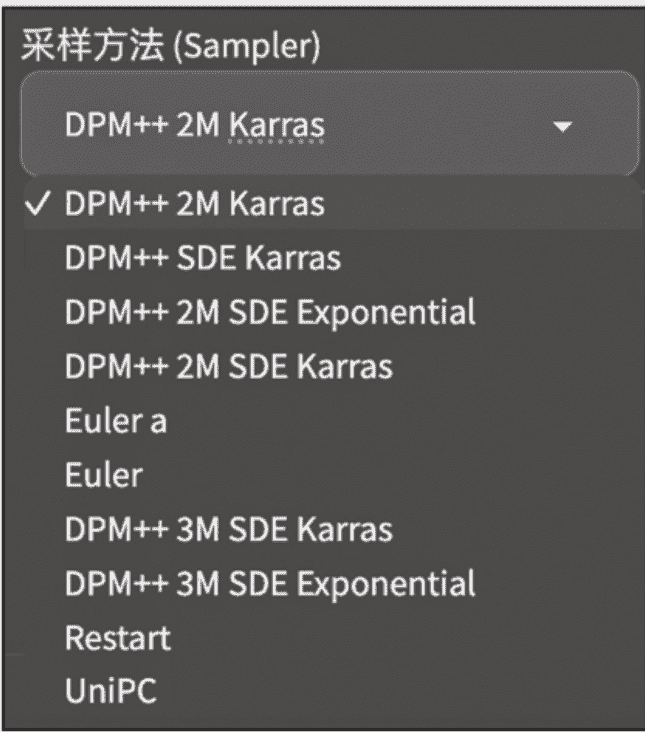 采样方法 (Sampler)
DPM++ 2M Karras
DPM++ 2M Karras
DPM++ SDE Karras
DPM++ 2M SDE Exponential
DPM++ 2M SDE Karras
Euler a
Euler
DPM++ 3M SDE Karras
DPM++ 3M SDE Exponential
Restart
UniPC